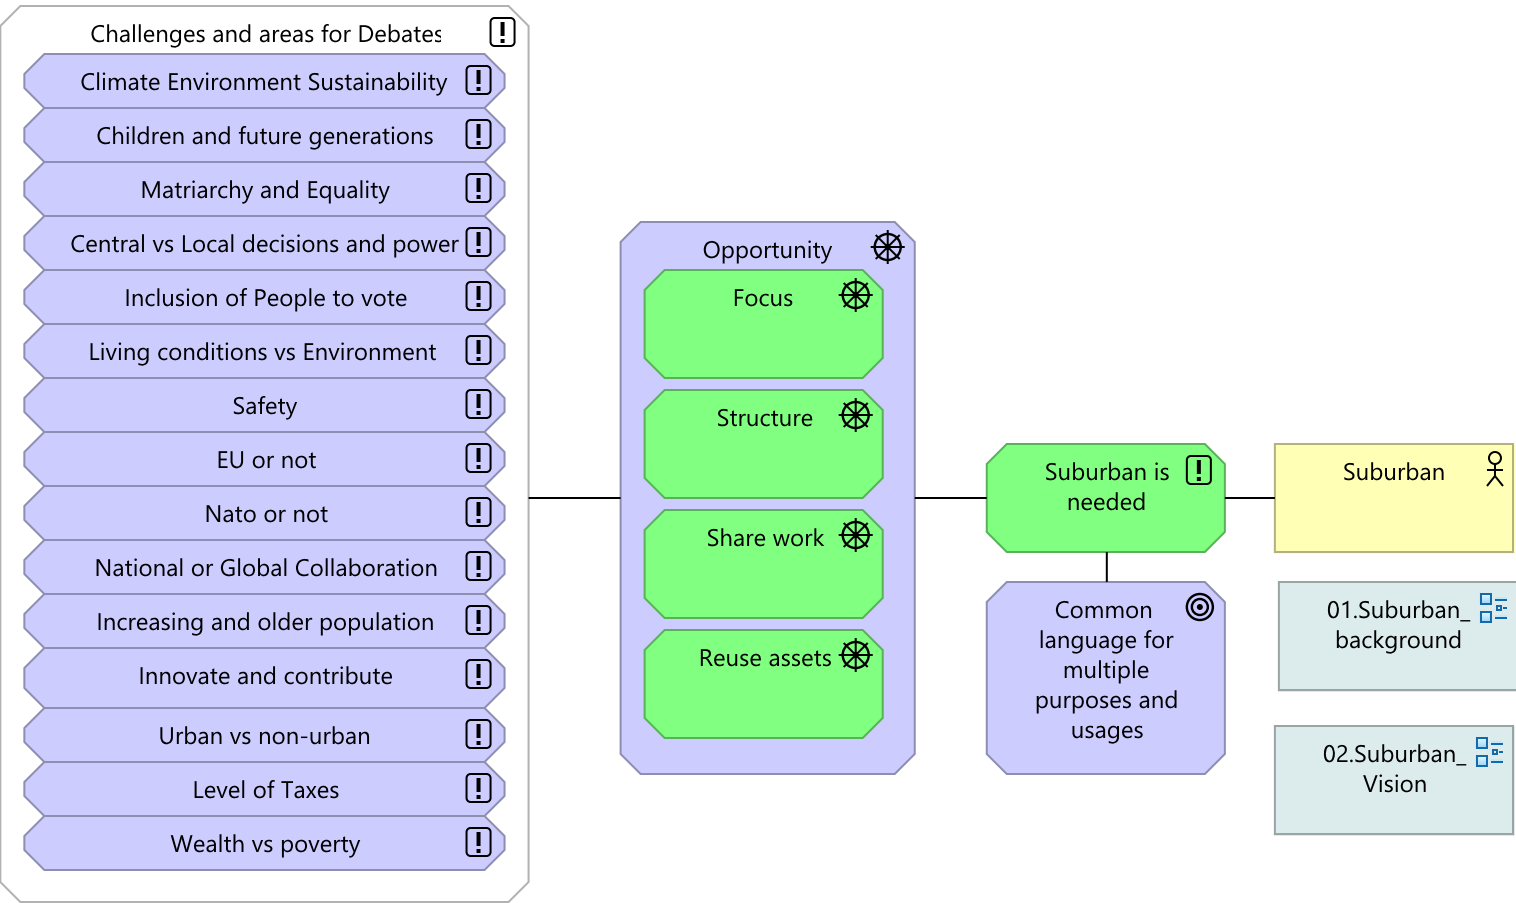 Challenges and areas for Debates
Climate Environment Sustainability
Children and future generations
Matriarchy and Equality
Central vs Local decisions and power
Inclusion of People to vote
Living conditions vs Environment
Safety
EU or not
Nato or not
National or Global Collaboration
Increasing and older population
Innovate and contribute
Urban vs non-urban
Level of Taxes
Wealth vs poverty
Opportunity
Focus
Structure
Share work
Reuse assets
Suburban is
needed
Common
language for
multiple
purposes and
usages
Suburban
01.Suburban_
background
02.Suburban_
Vision